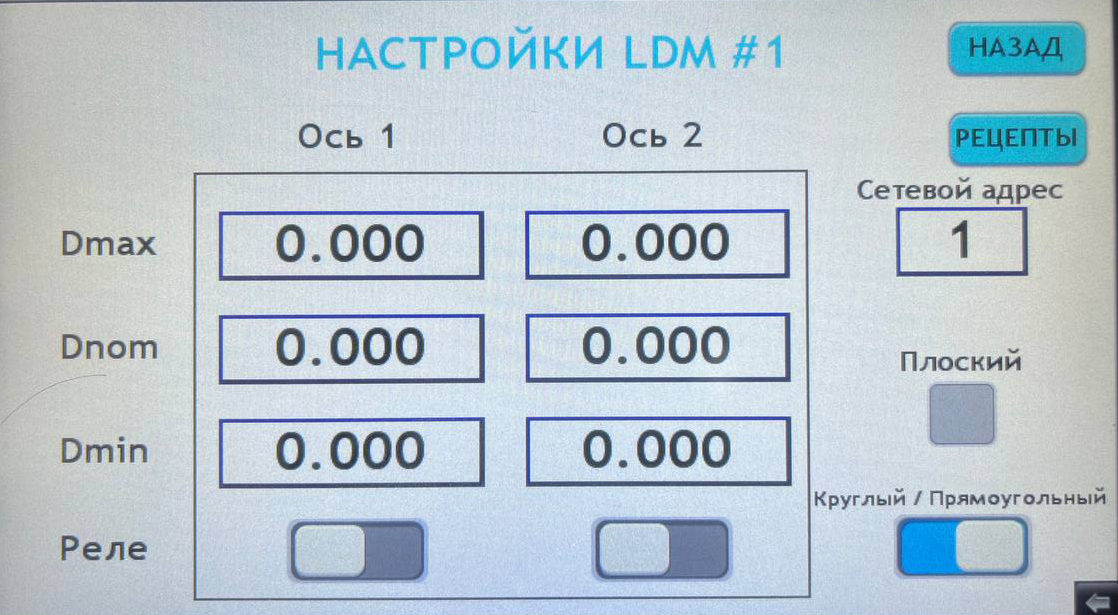 НАСТРОЙКИ LDM #1
НАЗАД
Ось 1 Ось 2
РЕЦЕПТЫ
Сетевой адрес
Dmax 0.000 0.000 1
Dnom 0.000 0.000
Плоский
Dmin 0.000 0.000
Круглый / Прямоугольный
Реле